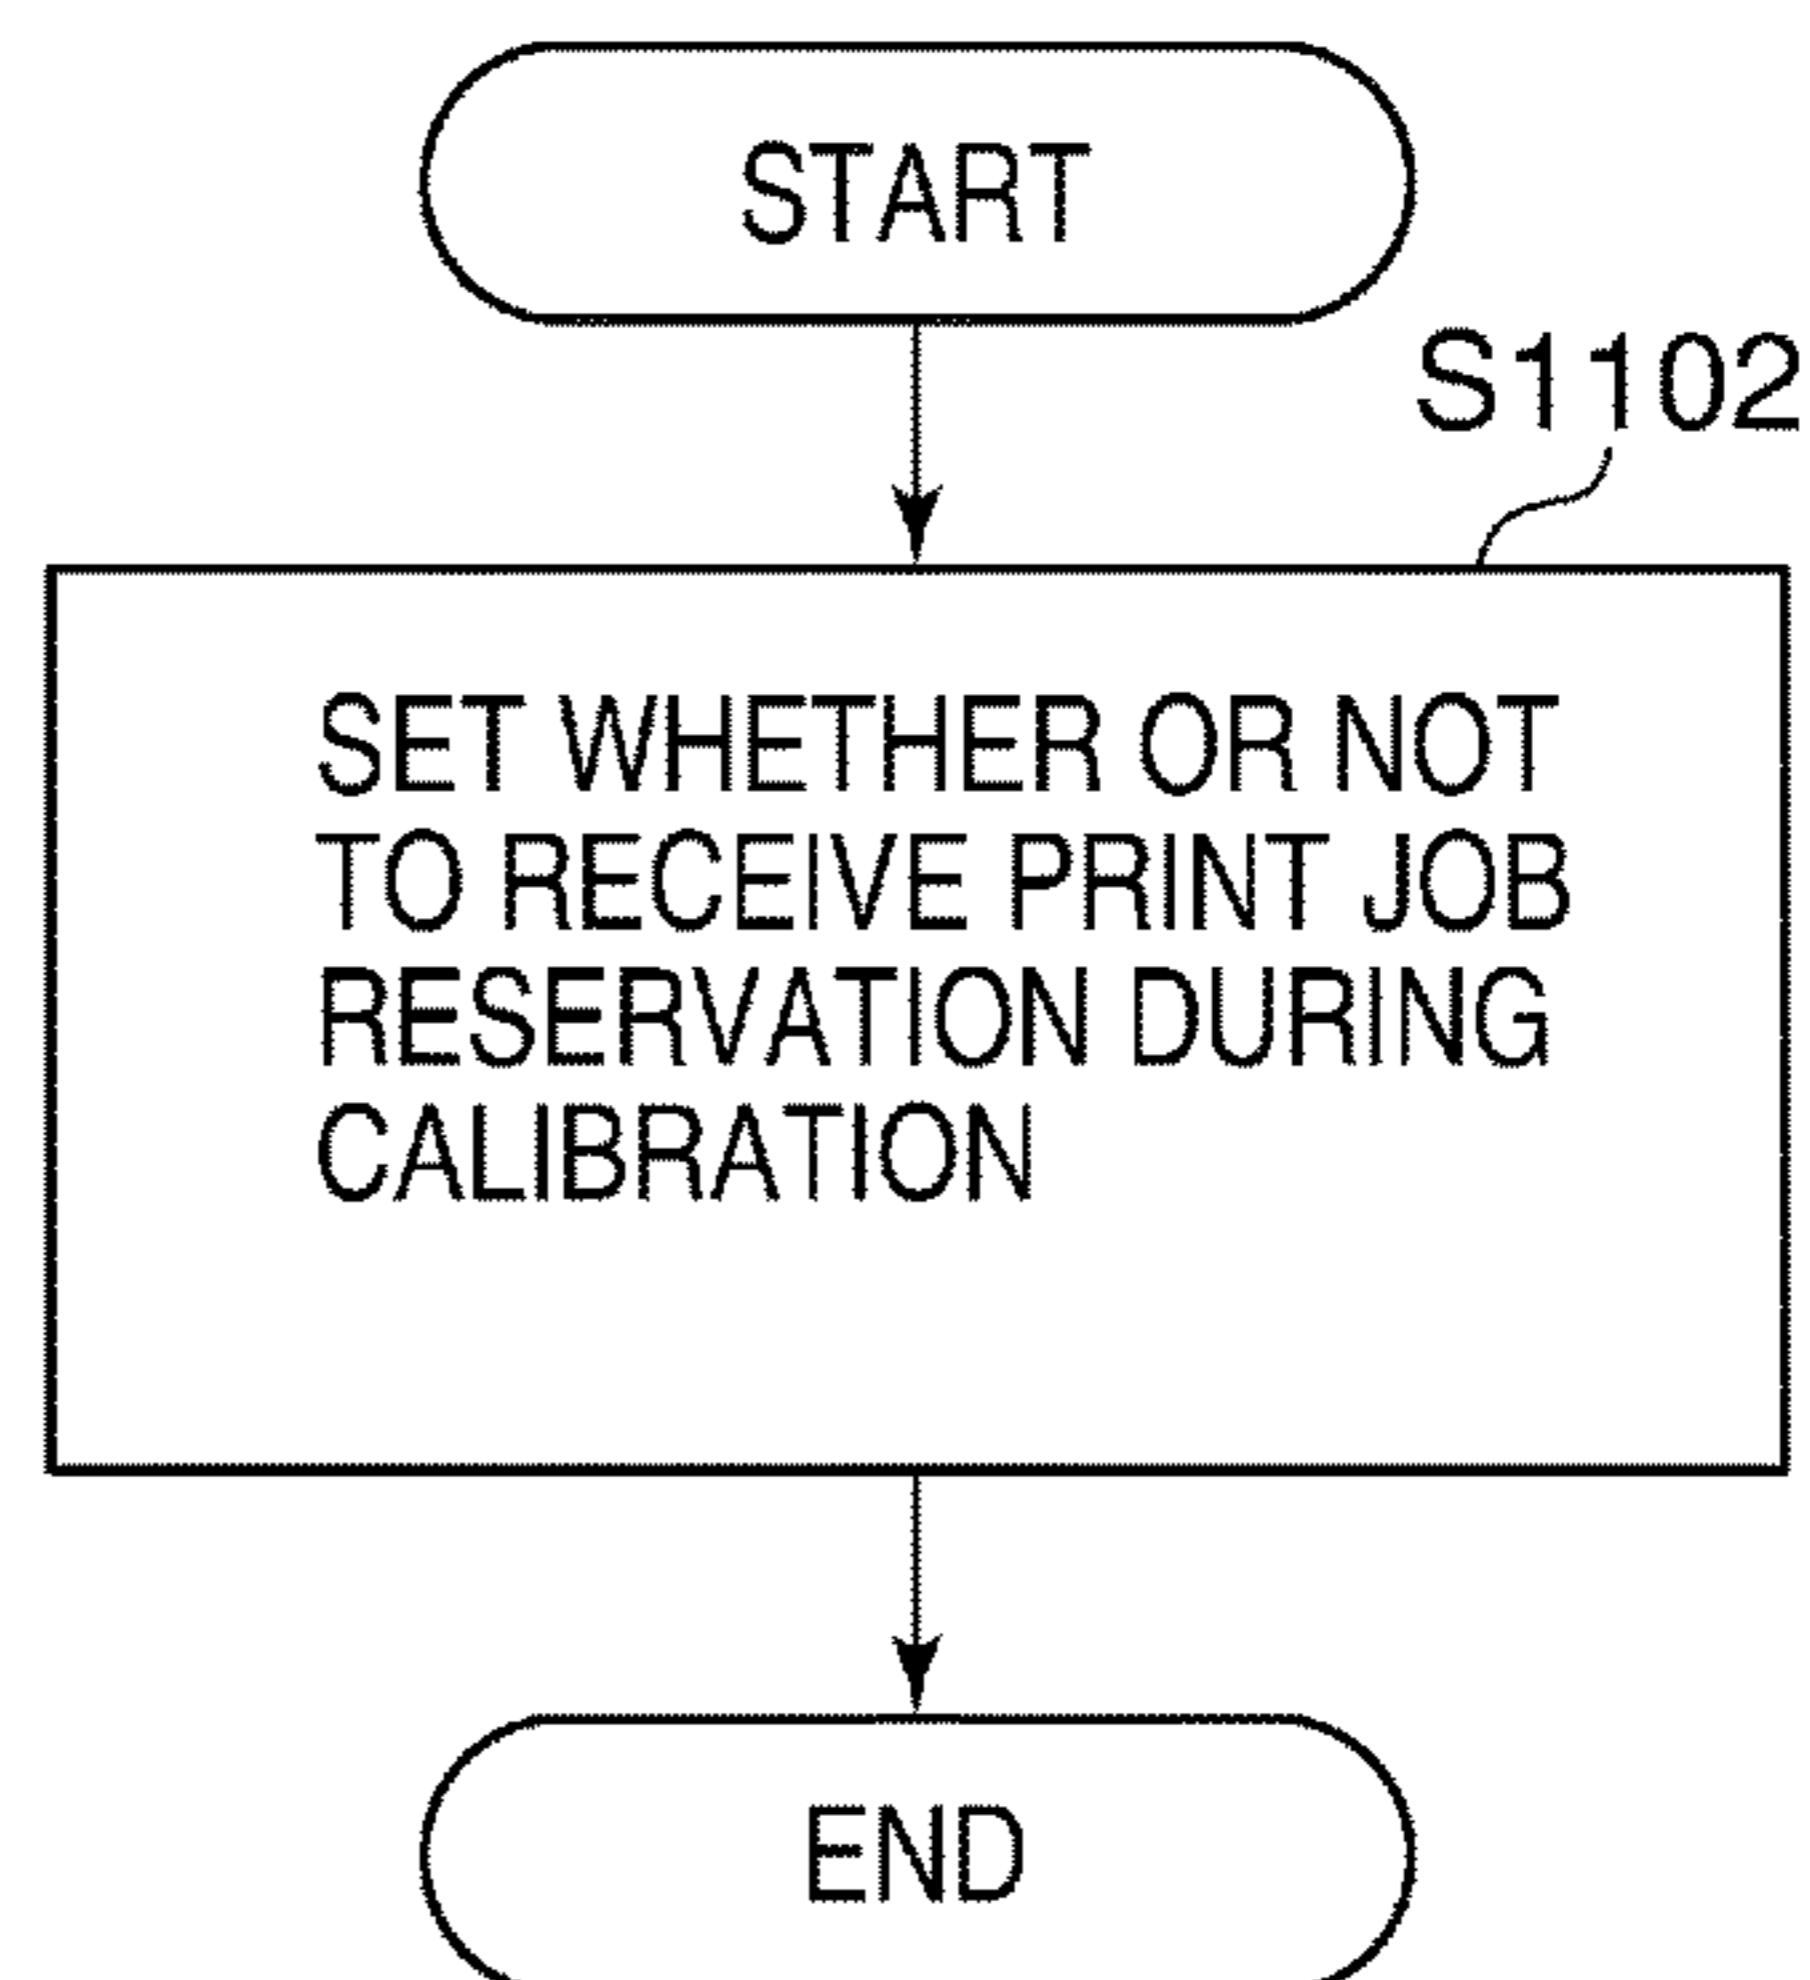 START
S1102
SET WHETHER OR NOT
TO RECEIVE PRINT JOB
RESERVATION DURING
CALIBRATION
END